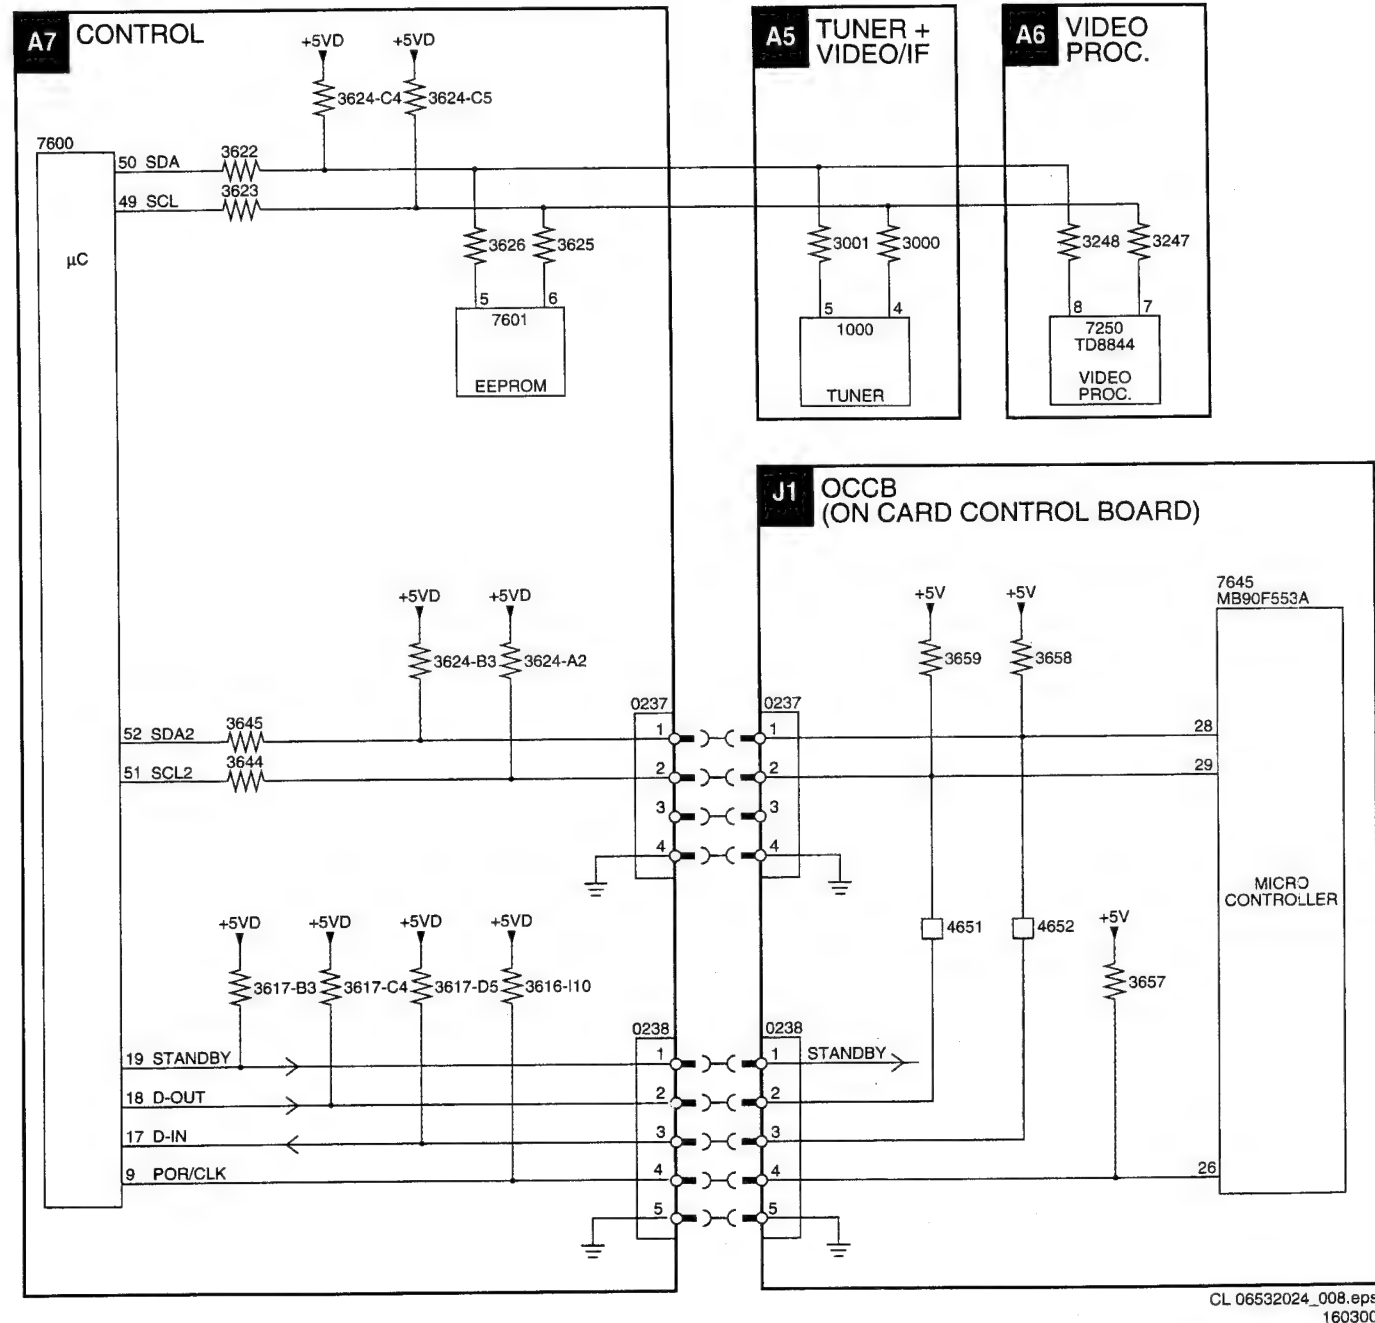 A7 CONTROL
+5VD +5VD
3624-C4 3624-C5
7600
50 SDA 3622
49 SCL 3623
µC
3626 3625
5 6
7601
EEPROM
A5 TUNER +
VIDEO/IF
3001 3000
5 4
1000
TUNER
A6 VIDEO
PROC.
3248 3247
8 7
7250
TD8844
VIDEO
PROC.
+5VD +5VD
3624-B3 3624-A2
52 SDA2 3645
51 SCL2 3644
0237
1
2
3
4
+5VD +5VD +5VD +5VD
3617-B3 3617-C4 3617-D5 3616-I10
19 STANDBY
18 D-OUT
17 D-IN
9 POR/CLK
0238
1
2
3
4
5
J1 OCCB
(ON CARD CONTROL BOARD)
+5V +5V
3659 3658
7645
MB90F553A
0237
1
2
3
4
28
29
MICRO
CONTROLLER
4651 4652
+5V
3657
0238
1 STANDBY
2
3
4
5
26
CL 06532024_008.eps
160300